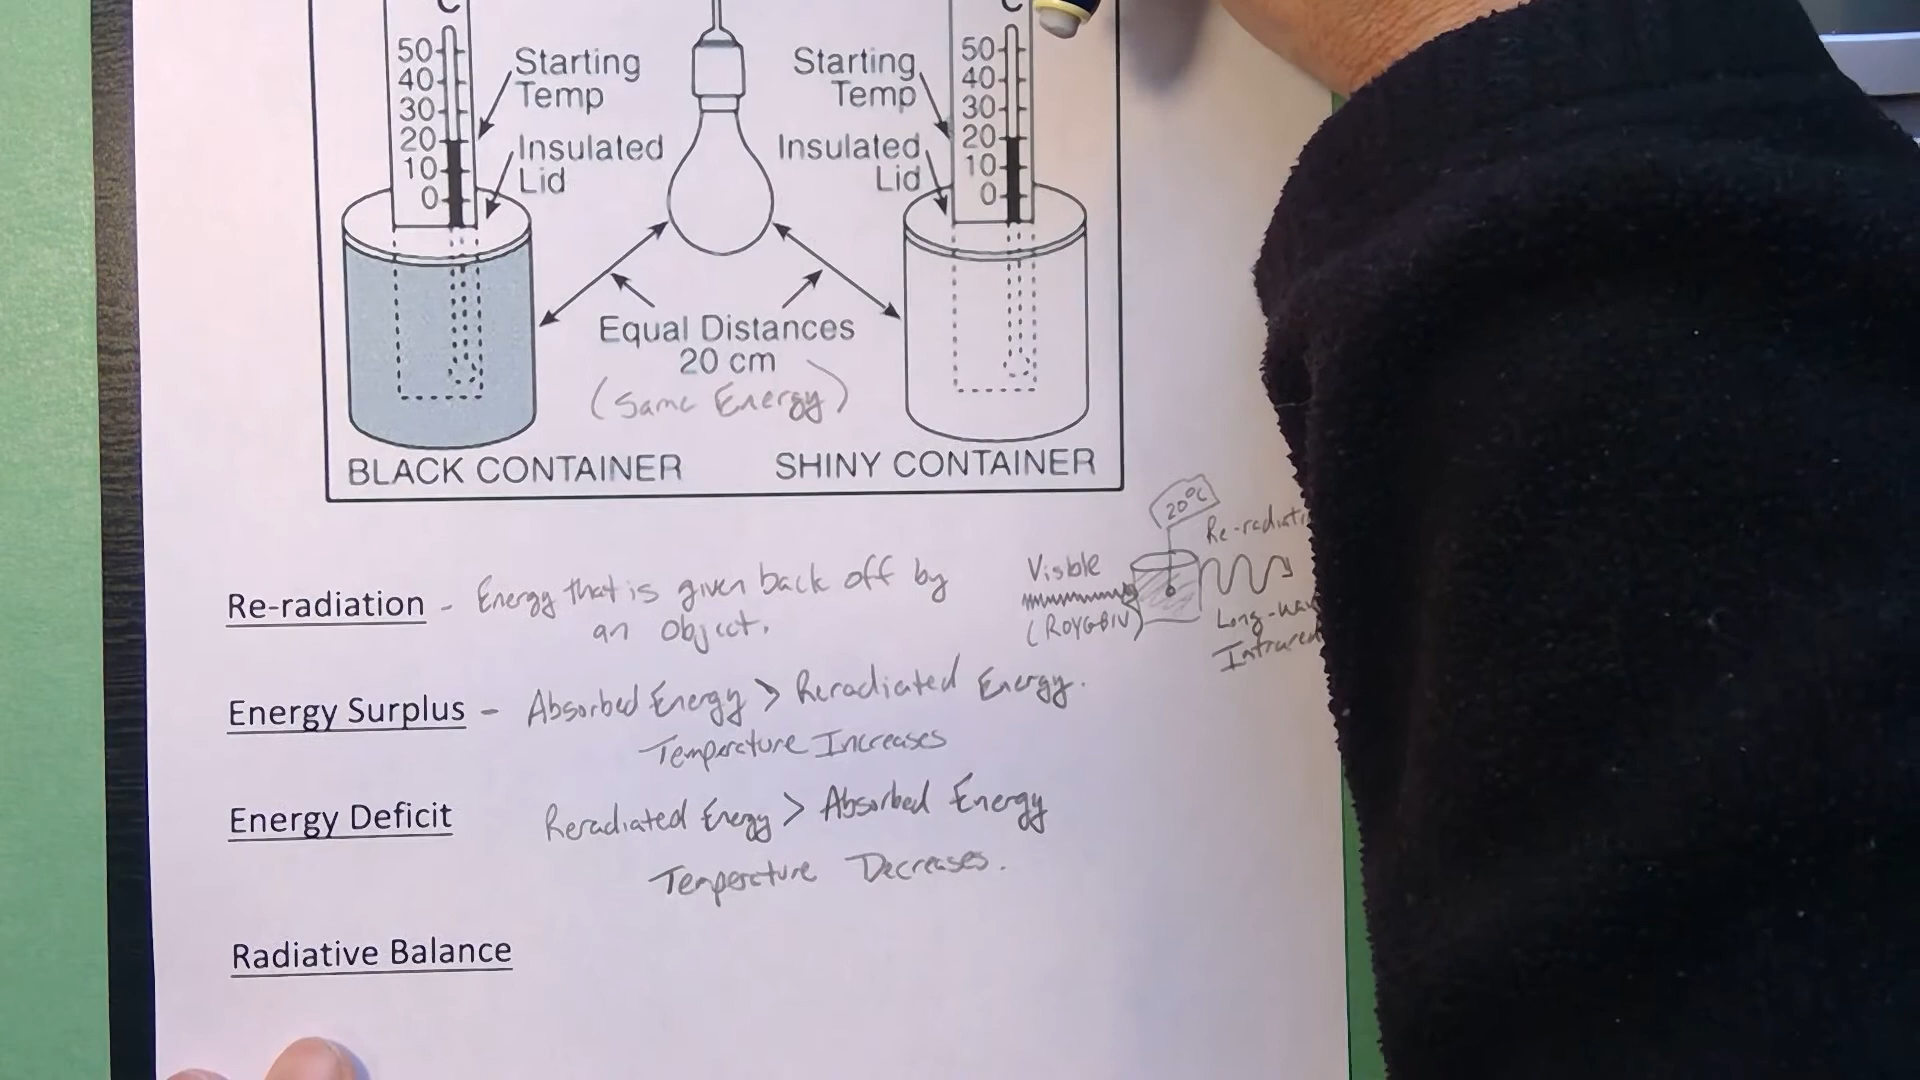 C C
50 Starting Starting 50
40 Temp Temp 40
30 30
20 20
10 Insulated Insulated 10
0 Lid Lid 0
Equal Distances
20 cm
(Same Energy)
BLACK CONTAINER SHINY CONTAINER
20°C
Re-radiati
Visible
(ROYGBIV)
Long-wav
Infrared
Re-radiation - Energy that is given back off by
an object.
Energy Surplus - Absorbed Energy > Reradiated Energy.
Temperature Increases
Energy Deficit Reradiated Energy > Absorbed Energy
Temperature Decreases.
Radiative Balance